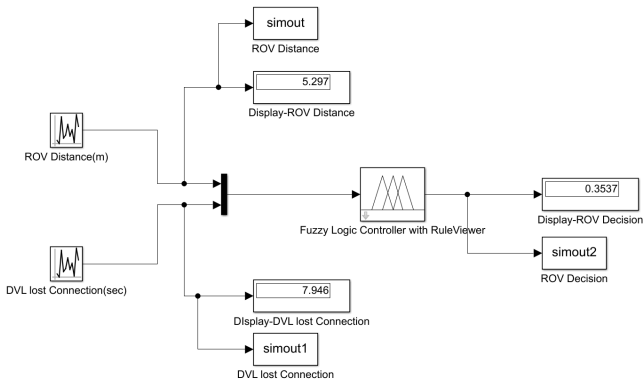 simout
ROV Distance
5.297
Display-ROV Distance
ROV Distance(m)
Fuzzy Logic Controller with RuleViewer
0.3537
Display-ROV Decision
simout2
ROV Decision
DVL lost Connection(sec)
7.946
DIsplay-DVL lost Connection
simout1
DVL lost Connection